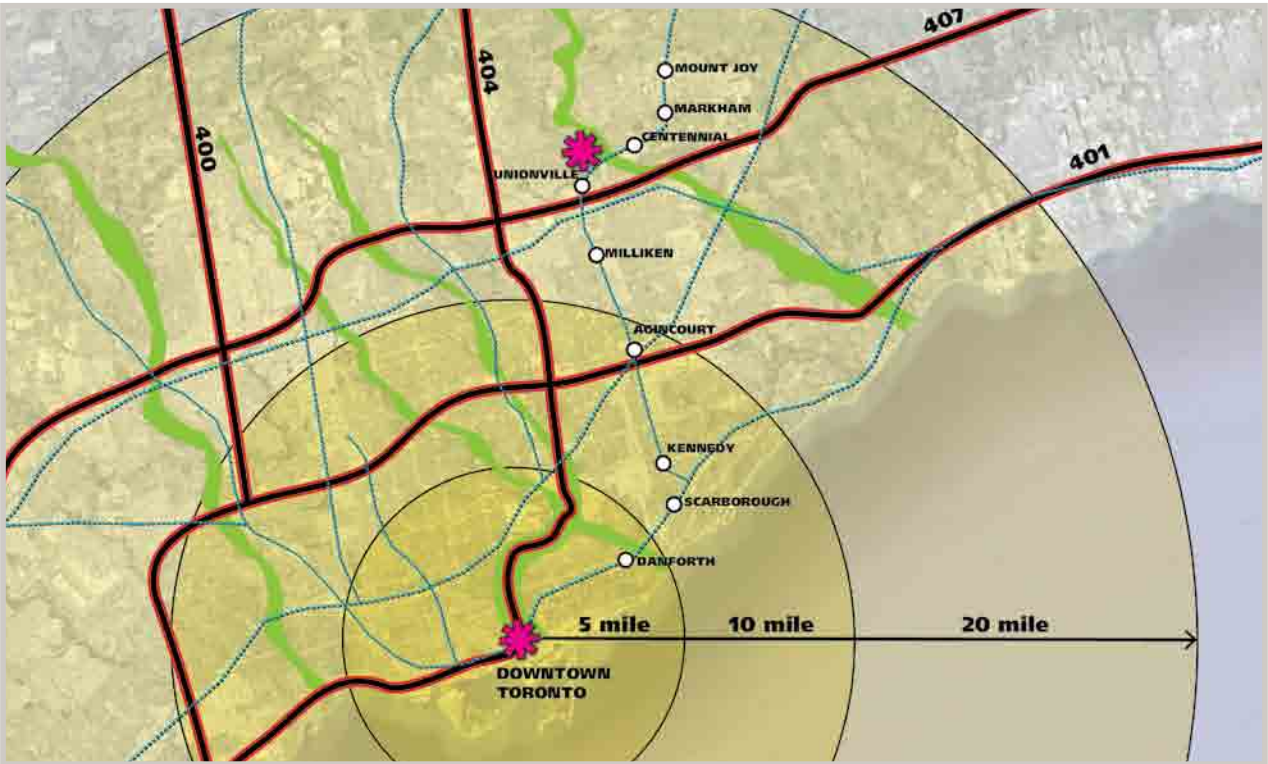 407
MOUNT JOY
404
MARKHAM
CENTENNIAL
400
401
UNIONVILLE
MILLIKEN
AGINCOURT
KENNEDY
SCARBOROUGH
DANFORTH
5 mile
10 mile
20 mile
DOWNTOWN
TORONTO